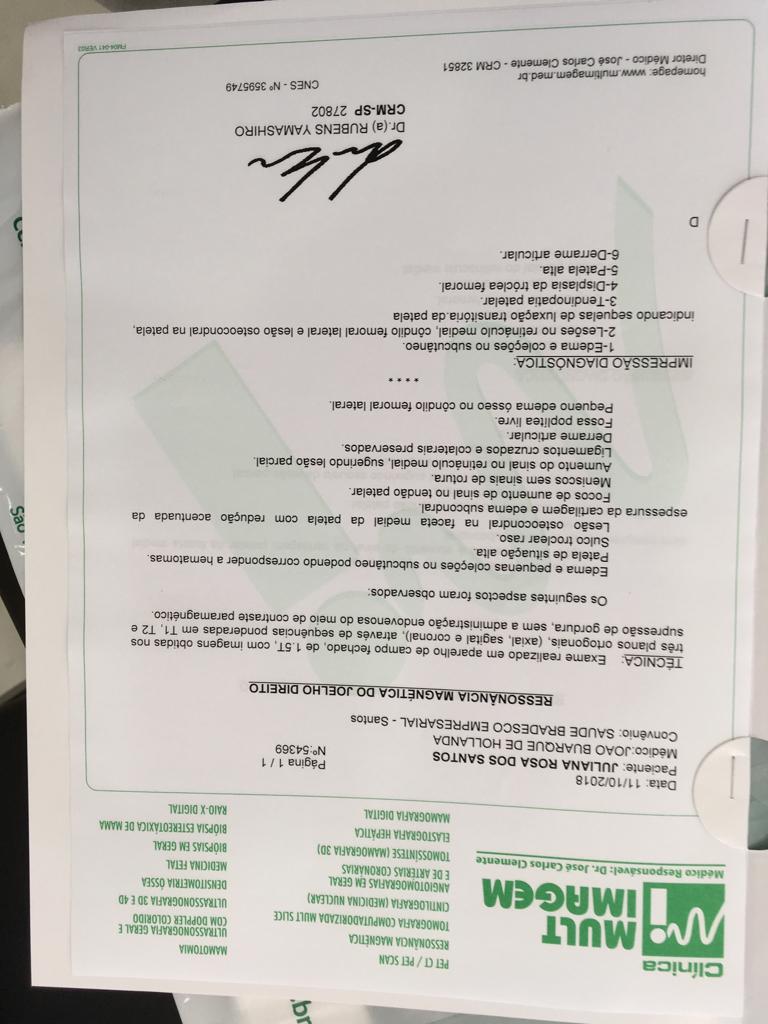 Clínica
MULT
IMAGEM
Médico Responsável: Dr. José Carlos Clemente
PET CT / PET SCAN
RESSONÂNCIA MAGNÉTICA
TOMOGRAFIA COMPUTADORIZADA MULT SLICE
CINTILOGRAFIA (MEDICINA NUCLEAR)
ANGIOTOMOGRAFIAS EM GERAL
E DE ARTÉRIAS CORONÁRIAS
TOMOSSÍNTESE (MAMOGRAFIA 3D)
ELASTOGRAFIA HEPÁTICA
MAMOGRAFIA DIGITAL
MAMOTOMIA
ULTRASSONOGRAFIA GERAL E
COM DOPPLER COLORIDO
ULTRASSONOGRAFIA 3D E 4D
DENSITOMETRIA ÓSSEA
MEDICINA FETAL
BIÓPSIAS EM GERAL
BIÓPSIA ESTEREOTÁXICA DE MAMA
RAIO-X DIGITAL
Data: 11/10/2018
Paciente: JULIANA ROSA DOS SANTOS
Página 1 / 1
Médico:JOAO BUARQUE DE HOLLANDA
Nº:54369
Convênio: SAUDE BRADESCO EMPRESARIAL - Santos
RESSONÂNCIA MAGNÉTICA DO JOELHO DIREITO
TÉCNICA: Exame realizado em aparelho de campo fechado, de 1.5T, com imagens obtidas nos
três planos ortogonais, (axial, sagital e coronal), através de sequências ponderadas em T1, T2 e
supressão de gordura, sem a administração endovenosa do meio de contraste paramagnético.
Os seguintes aspectos foram observados:
Edema e pequenas coleções no subcutâneo podendo corresponder a hematomas.
Patela de situação alta.
Sulco troclear raso.
Lesão osteocondral na faceta medial da patela com redução acentuada da
espessura da cartilagem e edema subcondral.
Focos de aumento de sinal no tendão patelar.
Meniscos sem sinais de rotura.
Aumento do sinal no retináculo medial, sugerindo lesão parcial.
Ligamentos cruzados e colaterais preservados.
Derrame articular.
Fossa poplítea livre.
Pequeno edema ósseo no côndilo femoral lateral.
* * * *
IMPRESSÃO DIAGNÓSTICA:
1-Edema e coleções no subcutâneo.
2-Lesões no retináculo medial, côndilo femoral lateral e lesão osteocondral na patela,
indicando sequelas de luxação transitória da patela
3-Tendinopatia patelar.
4-Displasia da tróclea femoral.
5-Patela alta.
6-Derrame articular.
D
Dr.(a) RUBENS YAMASHIRO
CRM-SP 27802
CNES - Nº 3595749
homepage: www.multimagem.med.br
Diretor Médico - José Carlos Clemente - CRM 32851
FM04-041 VER03